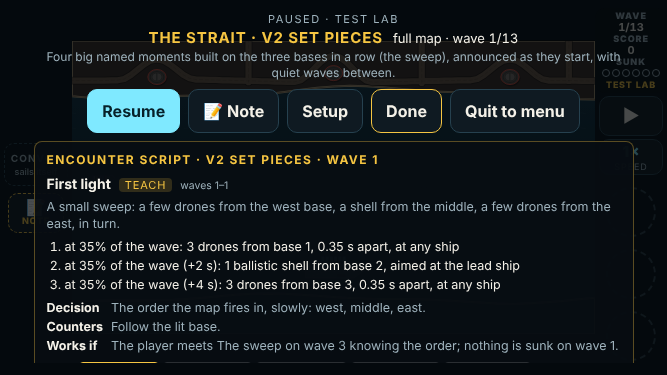 PAUSED · TEST LAB
THE STRAIT · V2 SET PIECES full map · wave 1/13
Four big named moments built on the three bases in a row (the sweep), announced as they start, with
quiet waves between.
WAVE
1/13
SCORE
0
SUNK
TEST LAB
Resume
📝 Note
Setup
Done
Quit to menu
ENCOUNTER SCRIPT · V2 SET PIECES · WAVE 1
First light TEACH waves 1–1
A small sweep: a few drones from the west base, a shell from the middle, a few drones from the
east, in turn.
1. at 35% of the wave: 3 drones from base 1, 0.35 s apart, at any ship
2. at 35% of the wave (+2 s): 1 ballistic shell from base 2, aimed at the lead ship
3. at 35% of the wave (+4 s): 3 drones from base 3, 0.35 s apart, at any ship
Decision The order the map fires in, slowly: west, middle, east.
Counters Follow the lit base.
Works if The player meets The sweep on wave 3 knowing the order; nothing is sunk on wave 1.